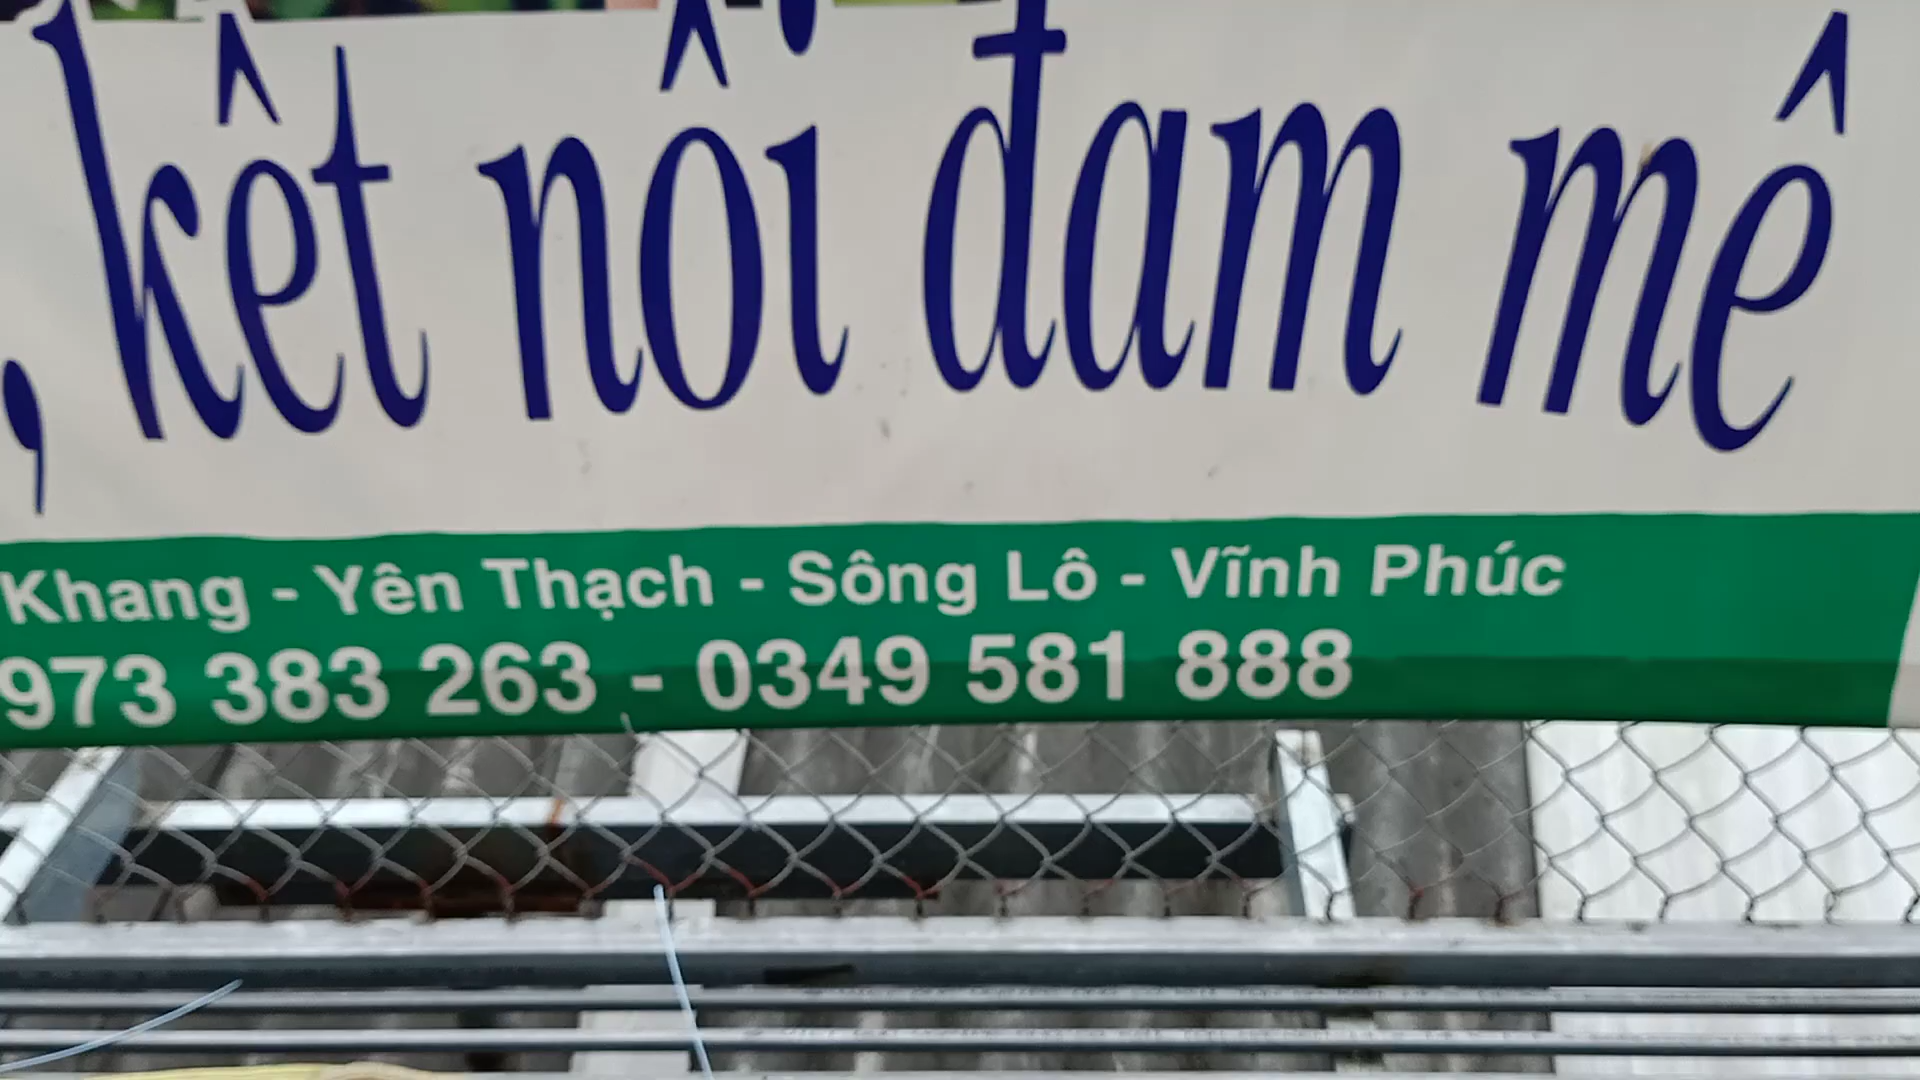 , kết nối đam mê
Khang - Yên Thạch - Sông Lô - Vĩnh Phúc
973 383 263 - 0349 581 888